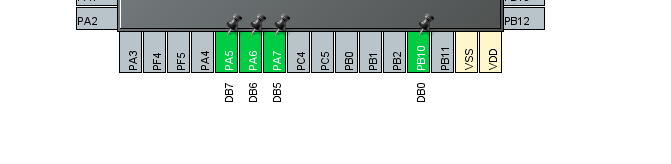 PA2
PB12
PA3 PF4 PF5 PA4 PA5 PA6 PA7 PC4 PC5 PB0 PB1 PB2 PB10 PB11 VSS VDD
DB7 DB6 DB5 DB0